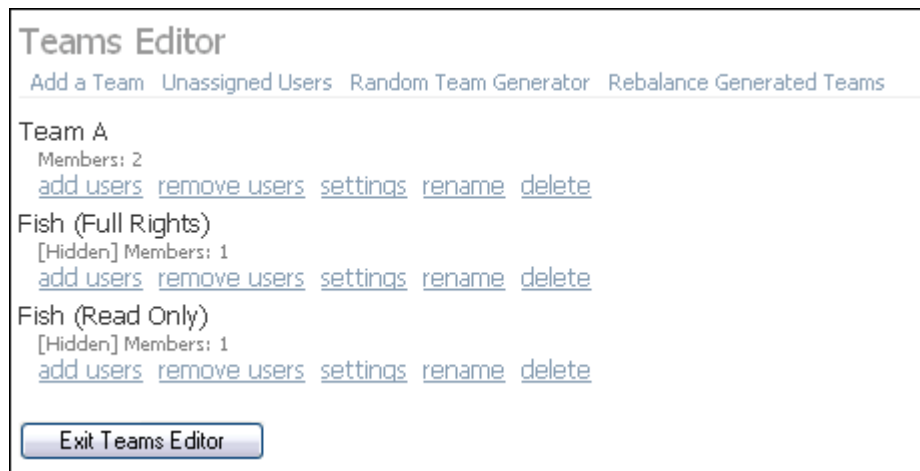 Teams Editor
Add a Team Unassigned Users Random Team Generator Rebalance Generated Teams
Team A
Members: 2
add users remove users settings rename delete
Fish (Full Rights)
[Hidden] Members: 1
add users remove users settings rename delete
Fish (Read Only)
[Hidden] Members: 1
add users remove users settings rename delete
Exit Teams Editor